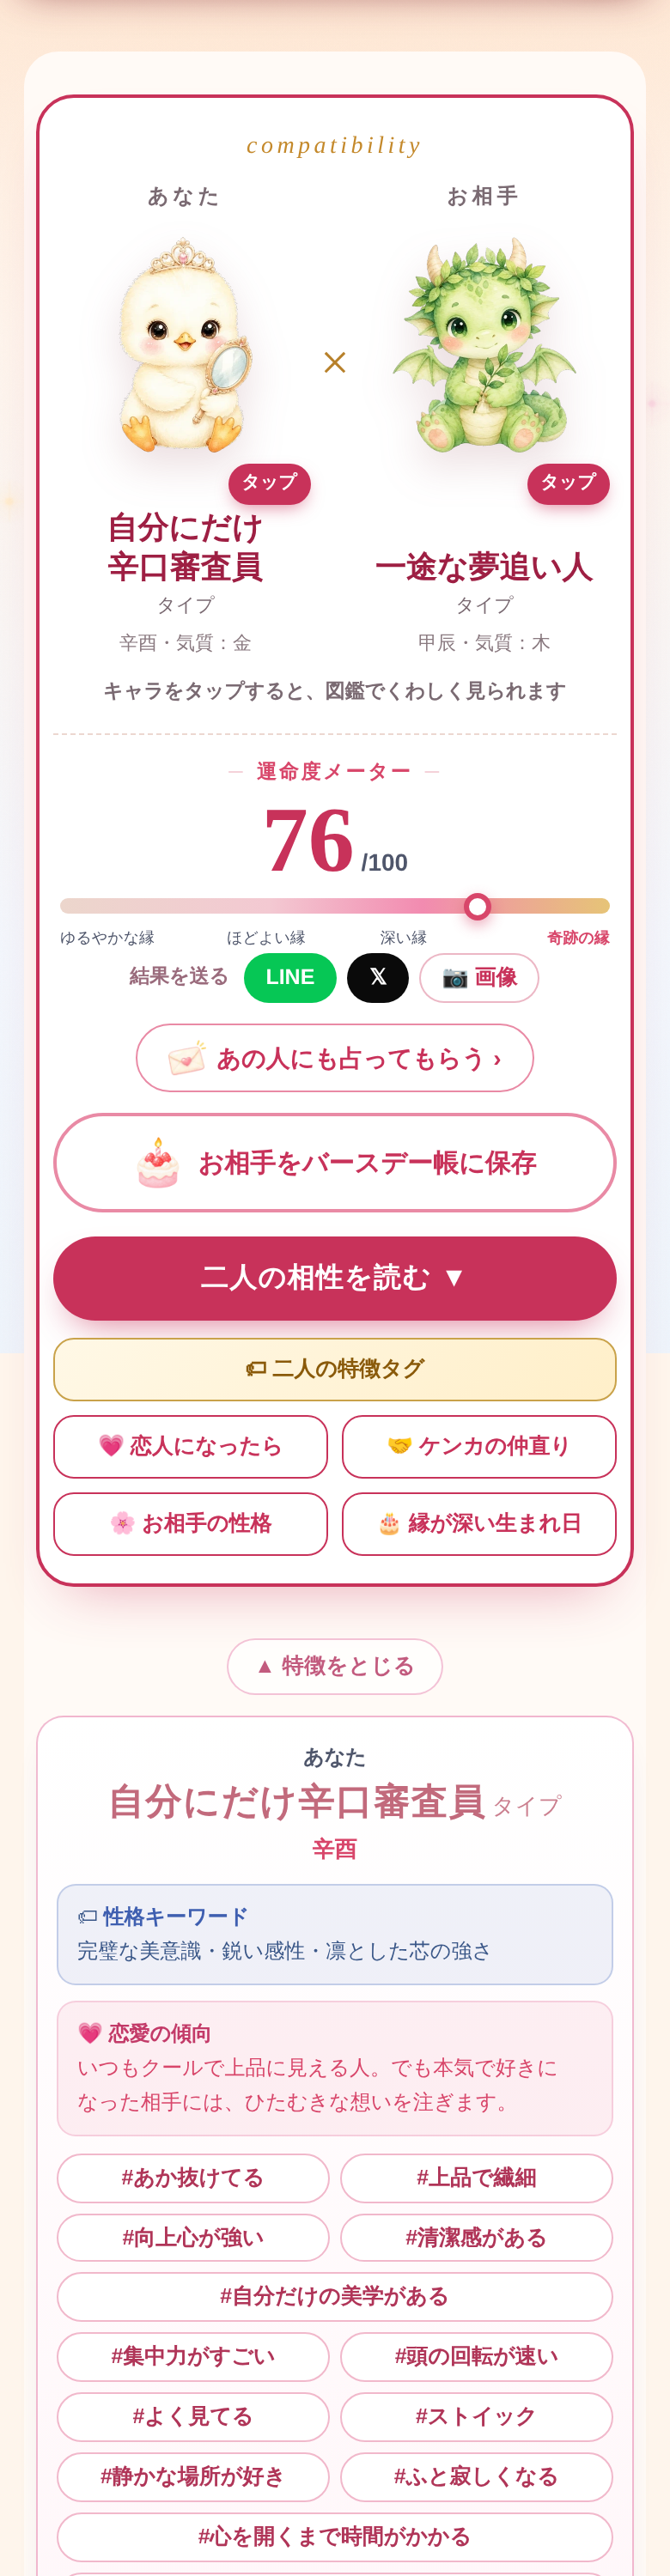 compatibility
あなた
お相手
×
タップ
タップ
自分にだけ
辛口審査員
タイプ
辛酉・気質：金
一途な夢追い人
タイプ
甲辰・気質：木
キャラをタップすると、図鑑でくわしく見られます
運命度メーター
76 /100
ゆるやかな縁 ほどよい縁 深い縁 奇跡の縁
結果を送る LINE 𝕏 📷 画像
💌 あの人にも占ってもらう ›
お相手をバースデー帳に保存
二人の相性を読む ▼
🏷 二人の特徴タグ
💗 恋人になったら
🤝 ケンカの仲直り
🌸 お相手の性格
🎂 縁が深い生まれ日
▲ 特徴をとじる
あなた
自分にだけ辛口審査員 タイプ
辛酉
🏷 性格キーワード
完璧な美意識・鋭い感性・凛とした芯の強さ
💗 恋愛の傾向
いつもクールで上品に見える人。でも本気で好きに
なった相手には、ひたむきな想いを注ぎます。
#あか抜けてる
#上品で繊細
#向上心が強い
#清潔感がある
#自分だけの美学がある
#集中力がすごい
#頭の回転が速い
#よく見てる
#ストイック
#静かな場所が好き
#ふと寂しくなる
#心を開くまで時間がかかる